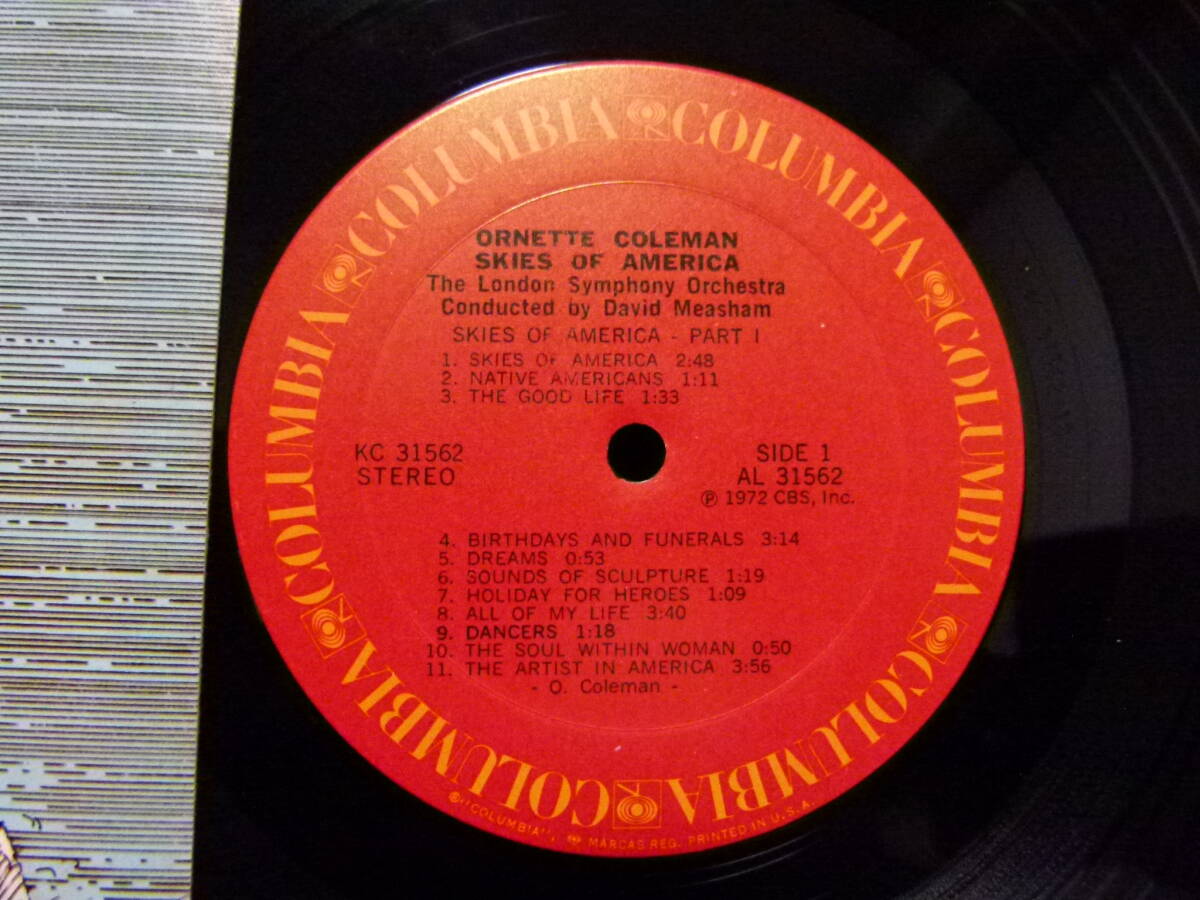 COLUMBIA COLUMBIA COLUMBIA COLUMBIA COLUMBIA COLUMBIA COLUMBIA
ORNETTE COLEMAN
SKIES OF AMERICA
The London Symphony Orchestra
Conducted by David Measham
SKIES OF AMERICA - PART I
1. SKIES OF AMERICA 2:48
2. NATIVE AMERICANS 1:11
3. THE GOOD LIFE 1:33
KC 31562
STEREO
SIDE 1
AL 31562
℗ 1972 CBS, Inc.
4. BIRTHDAYS AND FUNERALS 3:14
5. DREAMS 0:53
6. SOUNDS OF SCULPTURE 1:19
7. HOLIDAY FOR HEROES 1:09
8. ALL OF MY LIFE 3:40
9. DANCERS 1:18
10. THE SOUL WITHIN WOMAN 0:50
11. THE ARTIST IN AMERICA 3:56
- O. Coleman -
®"COLUMBIA", MARCAS REG. PRINTED IN U.S.A.